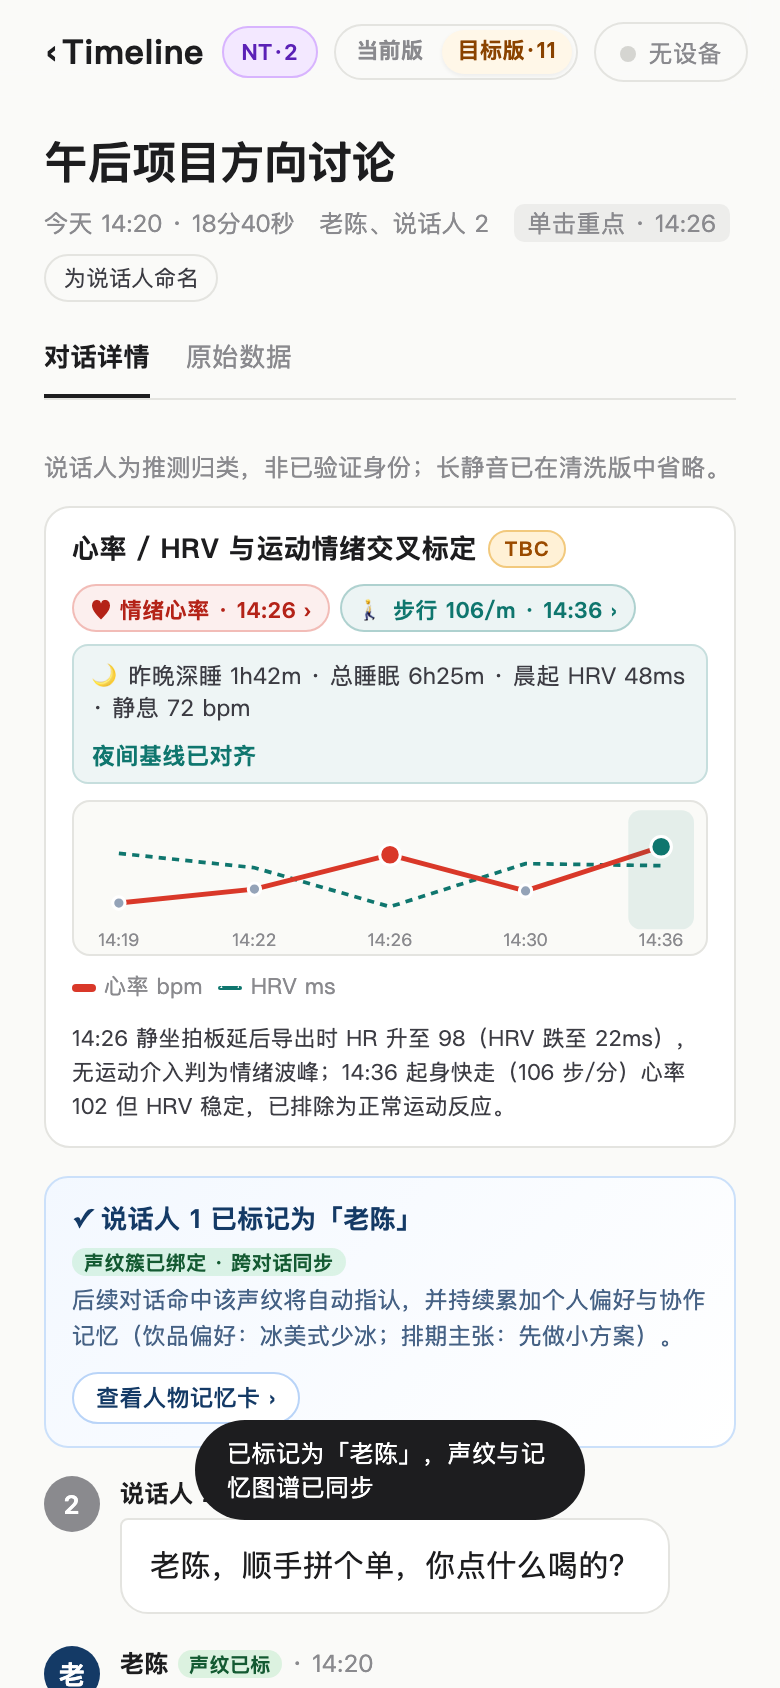 ‹ Timeline NT·2 当前版 目标版·11 无设备
午后项目方向讨论
今天 14:20 · 18分40秒 老陈、说话人 2 单击重点 · 14:26
为说话人命名
对话详情 原始数据
说话人为推测归类，非已验证身份；长静音已在清洗版中省略。
心率 / HRV 与运动情绪交叉标定 TBC
♥ 情绪心率 · 14:26 › 🚶 步行 106/m · 14:36 ›
🌙 昨晚深睡 1h42m · 总睡眠 6h25m · 晨起 HRV 48ms
· 静息 72 bpm
夜间基线已对齐
14:19 14:22 14:26 14:30 14:36
心率 bpm HRV ms
14:26 静坐拍板延后导出时 HR 升至 98（HRV 跌至 22ms），
无运动介入判为情绪波峰；14:36 起身快走（106 步/分）心率
102 但 HRV 稳定，已排除为正常运动反应。
✓ 说话人 1 已标记为「老陈」
声纹簇已绑定 · 跨对话同步
后续对话命中该声纹将自动指认，并持续累加个人偏好与协作
记忆（饮品偏好：冰美式少冰；排期主张：先做小方案）。
查看人物记忆卡 ›
已标记为「老陈」，声纹与记
忆图谱已同步
2 说话人
老陈，顺手拼个单，你点什么喝的？
老 老陈 声纹已标 · 14:20